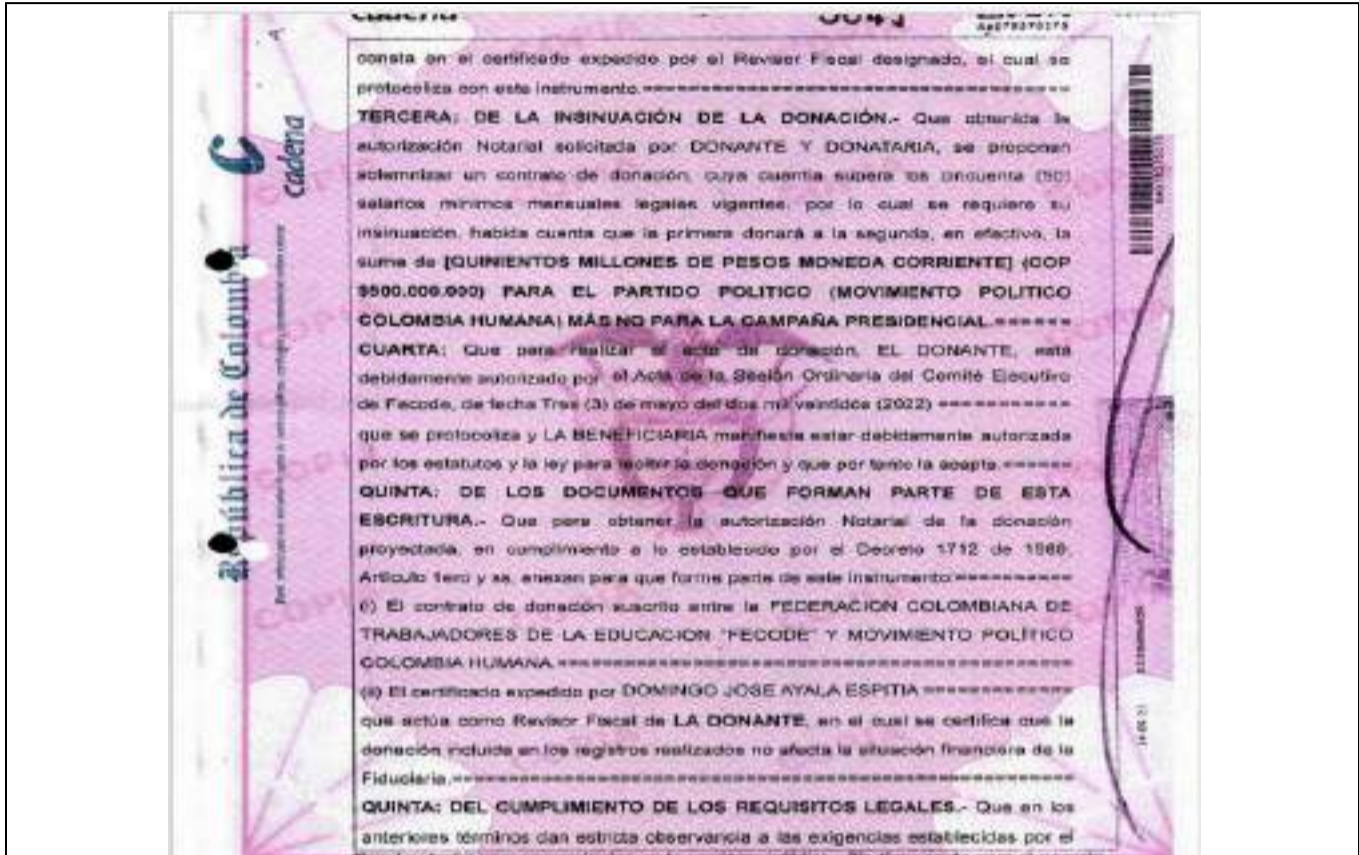 cadena
consta en el certificado expedido por el Revisor Fiscal designado, el cual se
protocoliza con este instrumento.
TERCERA: DE LA INSINUACIÓN DE LA DONACIÓN.- Que obtenida la
autorización Notarial solicitada por DONANTE Y DONATARIA, se proponen
solemnizar un contrato de donación, cuya cuantía supera los cincuenta (50)
salarios mínimos mensuales legales vigentes, por lo cual se requiere su
insinuación, habida cuenta que la primera donará a la segunda, en efectivo, la
suma de [QUINIENTOS MILLONES DE PESOS MONEDA CORRIENTE] (COP
$500.000.000) PARA EL PARTIDO POLITICO (MOVIMIENTO POLITICO
COLOMBIA HUMANA) MÁS NO PARA LA CAMPAÑA PRESIDENCIAL.
CUARTA: Que para realizar el acto de donación, EL DONANTE, está
debidamente autorizado por el Acta de la Sesión Ordinaria del Comité Ejecutivo
de Fecode, de fecha Tres (3) de mayo del dos mil veintidós (2022)
que se protocoliza y LA BENEFICIARIA manifiesta estar debidamente autorizada
por los estatutos y la ley para recibir la donación y que por tanto la acepta.
QUINTA: DE LOS DOCUMENTOS QUE FORMAN PARTE DE ESTA
ESCRITURA.- Que para obtener la autorización Notarial de la donación
proyectada, en cumplimiento a lo establecido por el Decreto 1712 de
Artículo 1ero y ss, anexan para que forme parte de este instrumento:
(i) El contrato de donación suscrito entre la FEDERACION COLOMBIANA DE
TRABAJADORES DE LA EDUCACION "FECODE" Y MOVIMIENTO POLÍTICO
COLOMBIA HUMANA.
(ii) El certificado expedido por DOMINGO JOSE AYALA ESPITIA
que actúa como Revisor Fiscal de LA DONANTE, en el cual se certifica que la
donación incluida en los registros realizados no afecta la situación financiera de la
Fiduciaria.
QUINTA: DEL CUMPLIMIENTO DE LOS REQUISITOS LEGALES.- Que en los
anteriores términos dan estricta observancia a las exigencias establecidas por el
República de Colombia
cadena